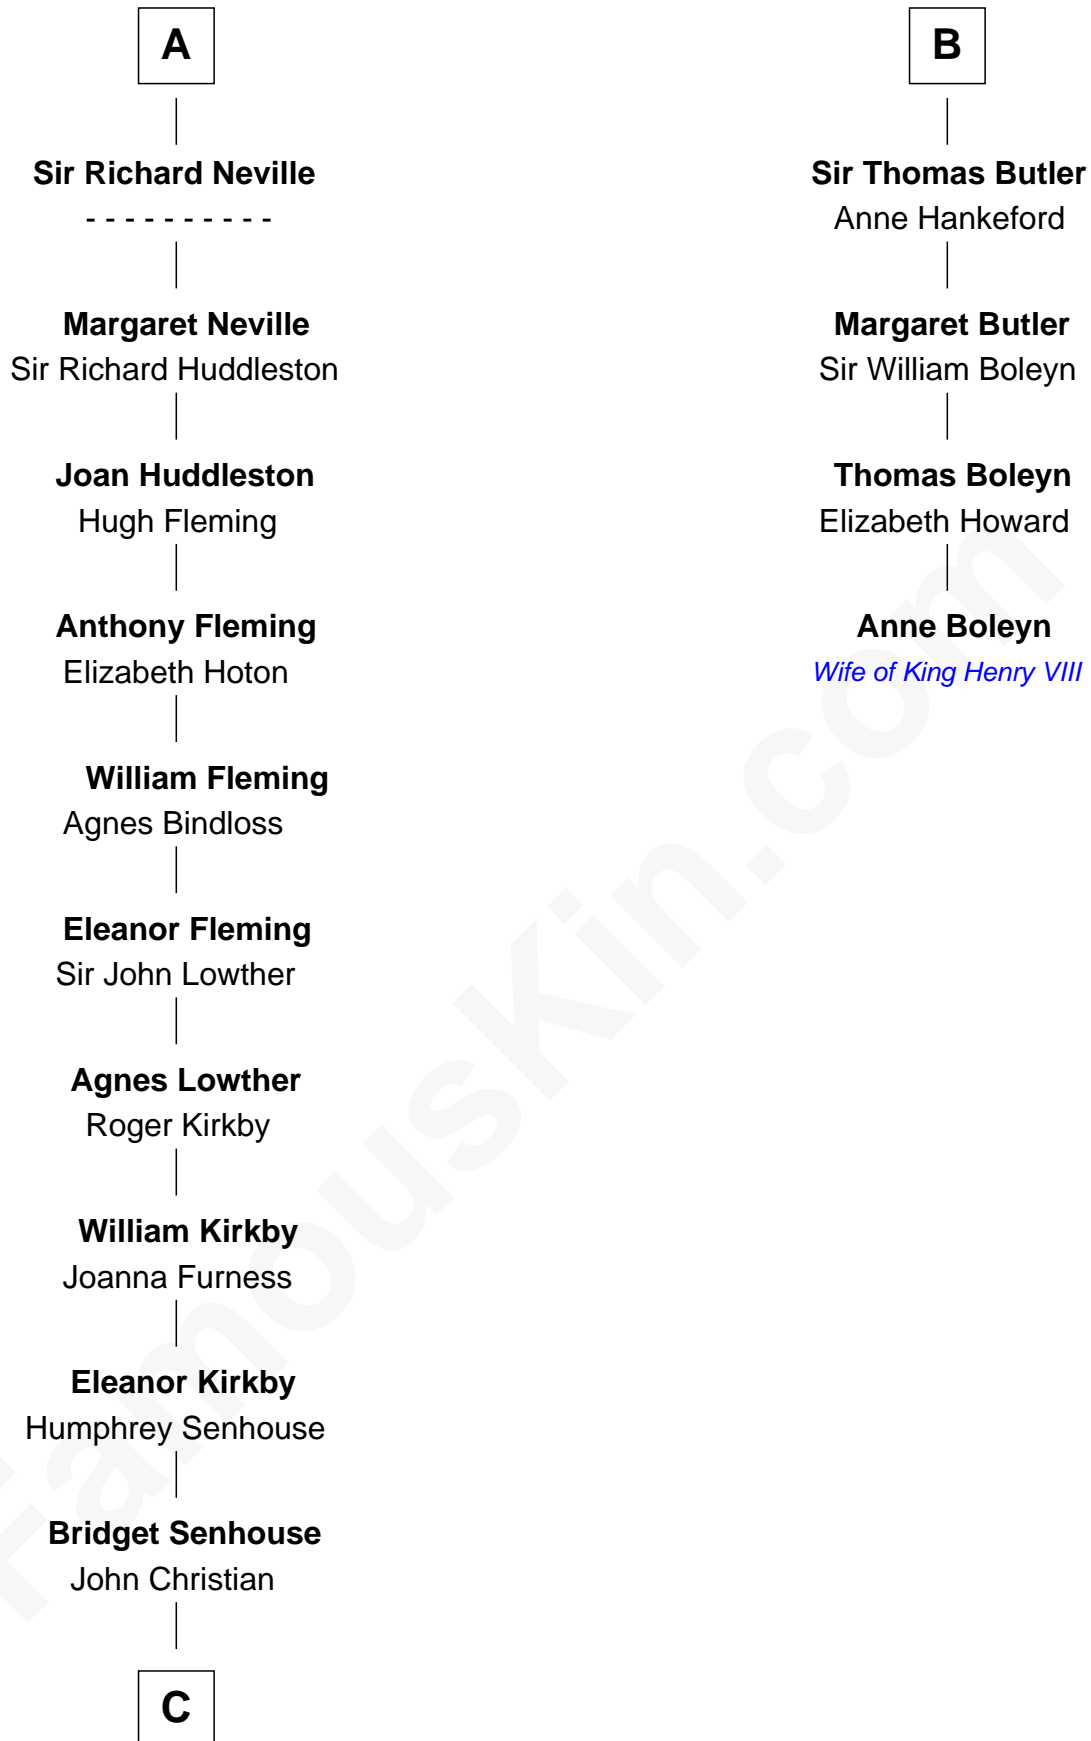 A
Sir Richard Neville
- - - - - - - - - -
Margaret Neville
Sir Richard Huddleston
Joan Huddleston
Hugh Fleming
Anthony Fleming
Elizabeth Hoton
William Fleming
Agnes Bindloss
Eleanor Fleming
Sir John Lowther
Agnes Lowther
Roger Kirkby
William Kirkby
Joanna Furness
Eleanor Kirkby
Humphrey Senhouse
Bridget Senhouse
John Christian
C
B
Sir Thomas Butler
Anne Hankeford
Margaret Butler
Sir William Boleyn
Thomas Boleyn
Elizabeth Howard
Anne Boleyn
Wife of King Henry VIII
FamousKin.com